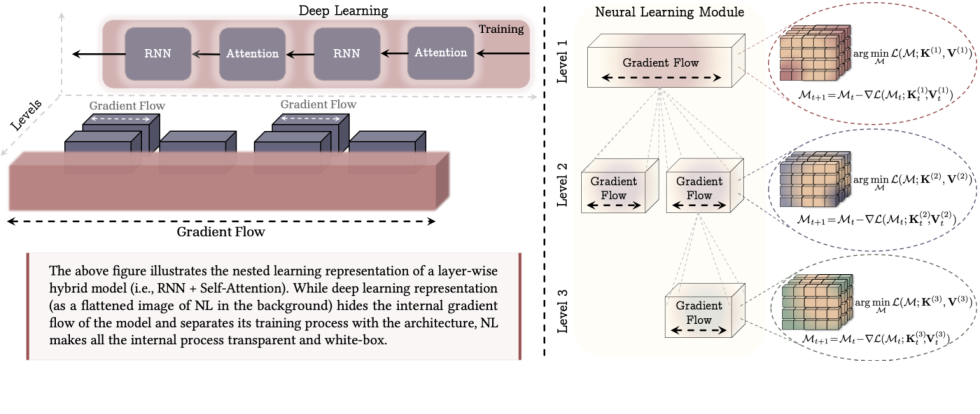 Deep Learning
Training
RNN
Attention
RNN
Attention
Levels
Gradient Flow
Gradient Flow
Gradient Flow
The above figure illustrates the nested learning representation of a layer-wise
hybrid model (i.e., RNN + Self-Attention). While deep learning representation
(as a flattened image of NL in the background) hides the internal gradient
flow of the model and separates its training process with the architecture, NL
makes all the internal process transparent and white-box.
Neural Learning Module
Level 1
Gradient Flow
arg min ℒ(ℳ; K⁽¹⁾, V⁽¹⁾)
ℳ
ℳₜ₊₁ = ℳₜ − ∇ℒ(ℳₜ; Kₜ⁽¹⁾, Vₜ⁽¹⁾)
Level 2
Gradient
Flow
Gradient
Flow
arg min ℒ(ℳ; K⁽²⁾, V⁽²⁾)
ℳ
ℳₜ₊₁ = ℳₜ − ∇ℒ(ℳₜ; Kₜ⁽²⁾, Vₜ⁽²⁾)
Level 3
Gradient
Flow
arg min ℒ(ℳ; K⁽³⁾, V⁽³⁾)
ℳ
ℳₜ₊₁ = ℳₜ − ∇ℒ(ℳₜ; Kₜ⁽³⁾, Vₜ⁽³⁾)